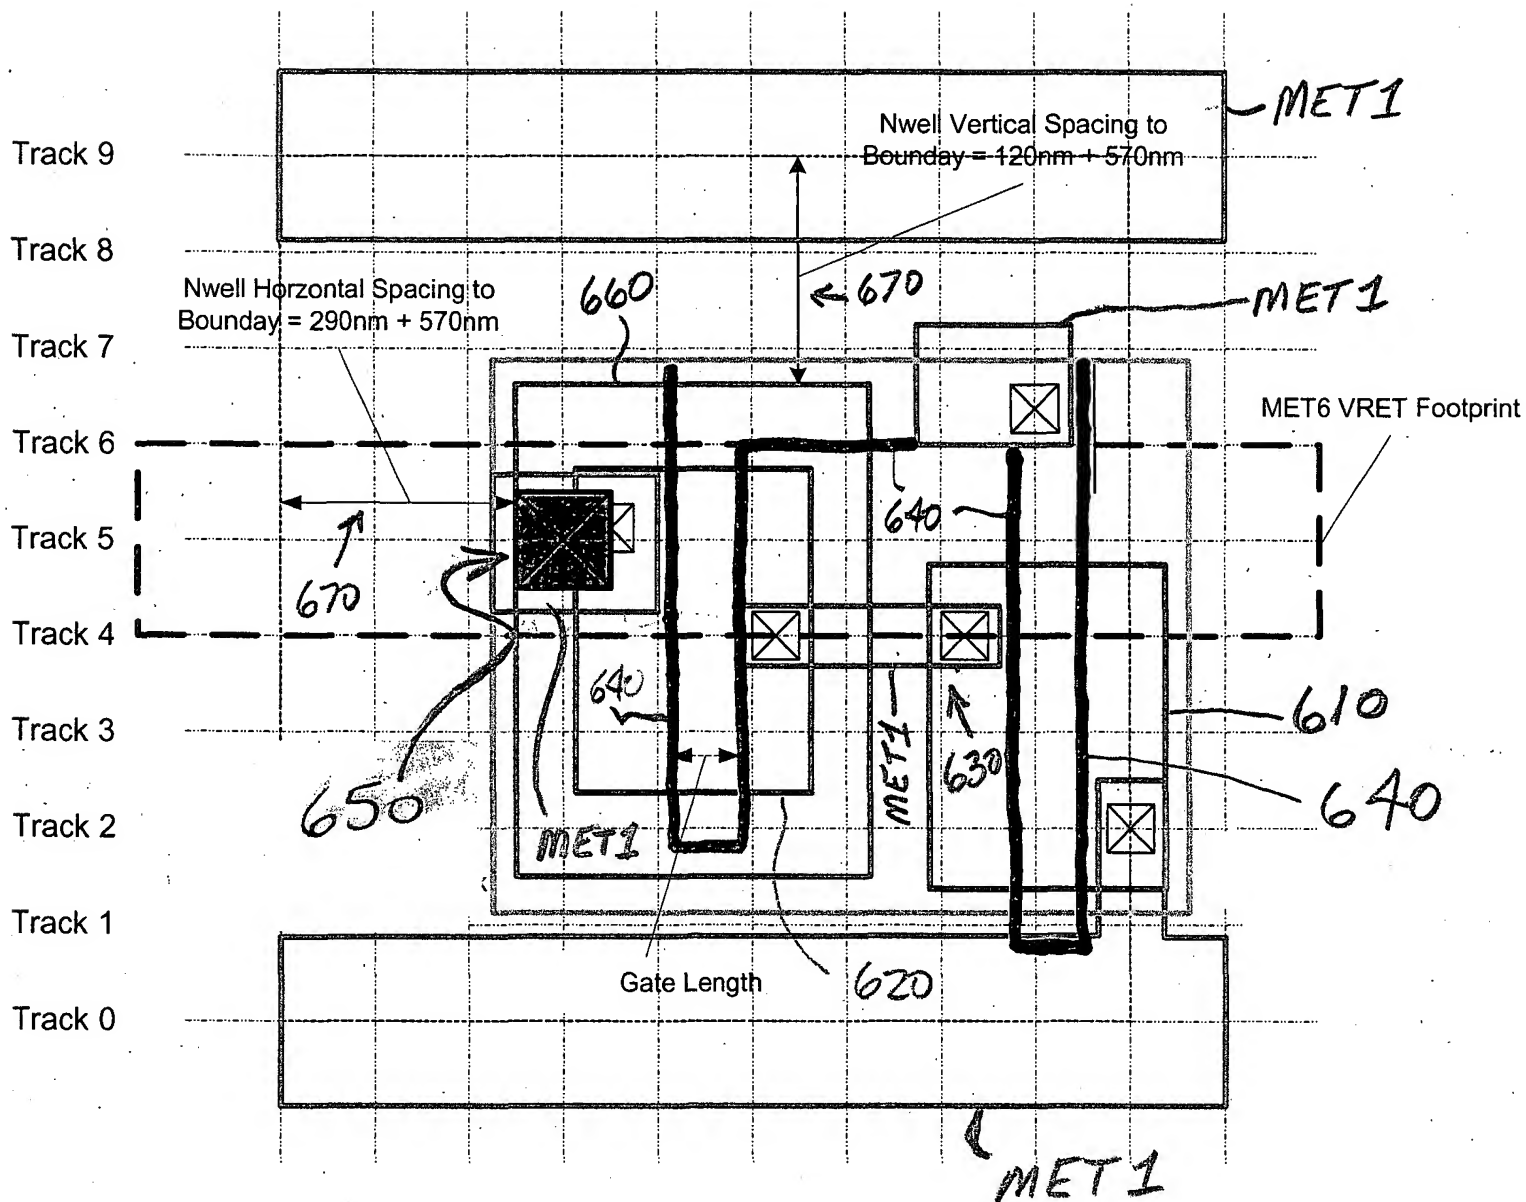 MET1
Nwell Vertical Spacing to
Bounday = 120nm + 570nm
Track 9
Track 8
Nwell Horzontal Spacing to
Bounday = 290nm + 570nm
660
670
MET1
Track 7
MET6 VRET Footprint
Track 6
640
Track 5
670
Track 4
640
610
Track 3
MET1
630
650
640
Track 2
MET1
Track 1
Gate Length
620
Track 0
MET1